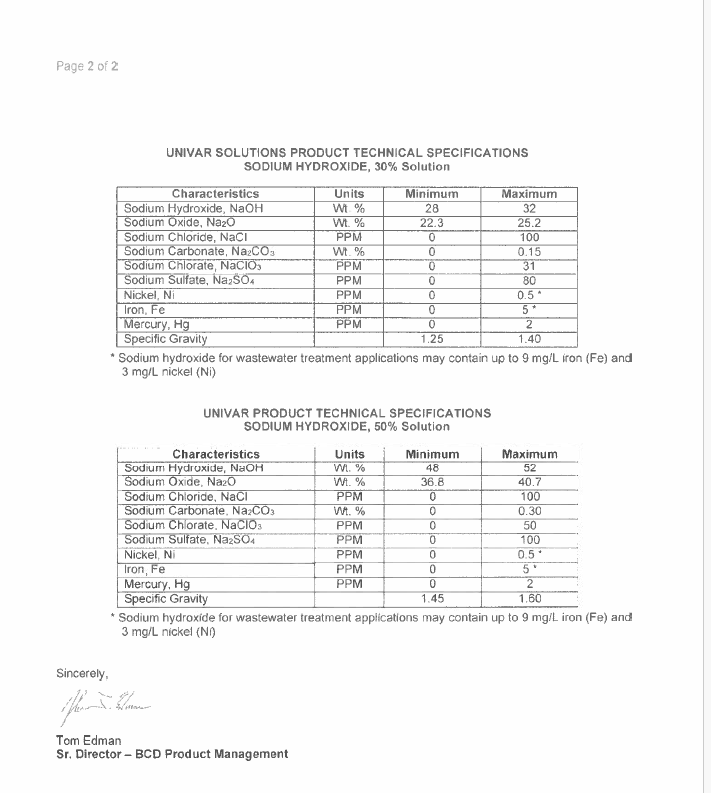 Page 2 of 2
UNIVAR SOLUTIONS PRODUCT TECHNICAL SPECIFICATIONS
SODIUM HYDROXIDE, 30% Solution
Characteristics Units Minimum Maximum
Sodium Hydroxide, NaOH Wt. % 28 32
Sodium Oxide, Na2O Wt. % 22.3 25.2
Sodium Chloride, NaCl PPM 0 100
Sodium Carbonate, Na2CO3 Wt. % 0 0.15
Sodium Chlorate, NaClO3 PPM 0 31
Sodium Sulfate, Na2SO4 PPM 0 80
Nickel, Ni PPM 0 0.5 *
Iron, Fe PPM 0 5 *
Mercury, Hg PPM 0 2
Specific Gravity 1.25 1.40
* Sodium hydroxide for wastewater treatment applications may contain up to 9 mg/L iron (Fe) and
3 mg/L nickel (Ni)
UNIVAR PRODUCT TECHNICAL SPECIFICATIONS
SODIUM HYDROXIDE, 50% Solution
Characteristics Units Minimum Maximum
Sodium Hydroxide, NaOH Wt. % 48 52
Sodium Oxide, Na2O Wt. % 36.8 40.7
Sodium Chloride, NaCl PPM 0 100
Sodium Carbonate, Na2CO3 Wt. % 0 0.30
Sodium Chlorate, NaClO3 PPM 0 50
Sodium Sulfate, Na2SO4 PPM 0 100
Nickel, Ni PPM 0 0.5 *
Iron, Fe PPM 0 5 *
Mercury, Hg PPM 0 2
Specific Gravity 1.45 1.60
* Sodium hydroxide for wastewater treatment applications may contain up to 9 mg/L iron (Fe) and
3 mg/L nickel (Ni)
Sincerely,
Tom Edman
Sr. Director – BCD Product Management